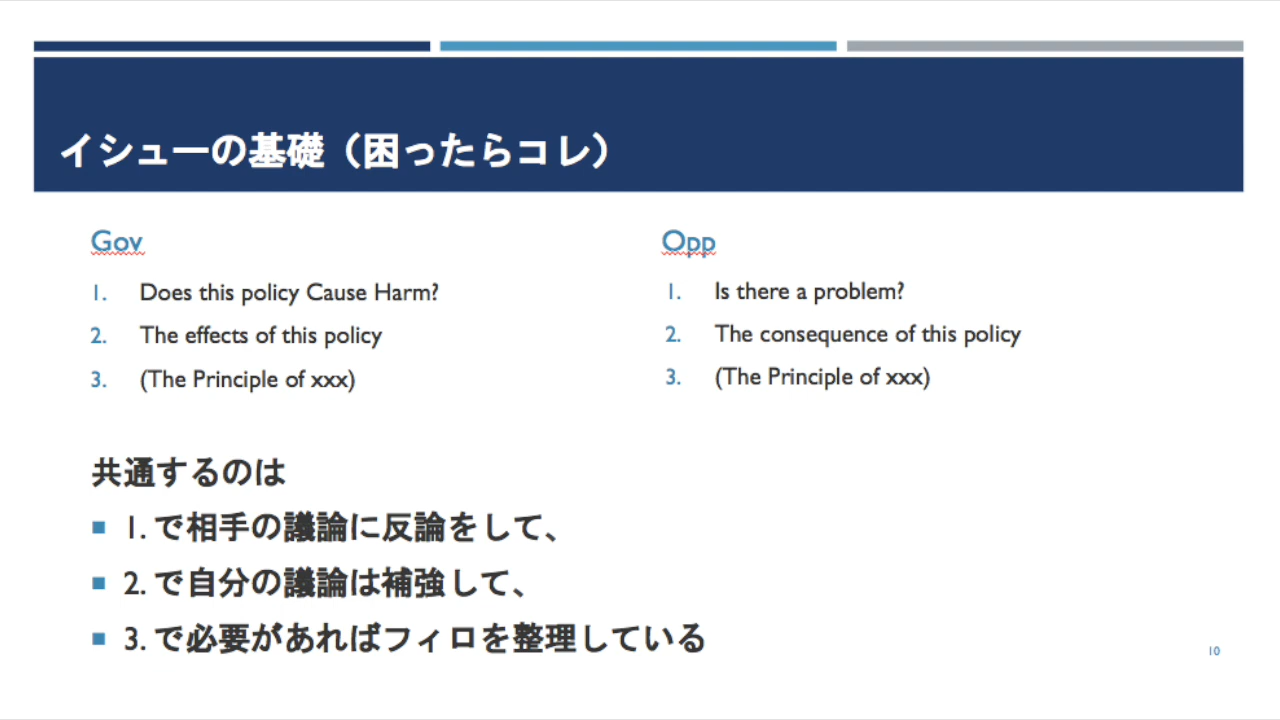 イシューの基礎（困ったらコレ）
Gov
1. Does this policy Cause Harm?
2. The effects of this policy
3. (The Principle of xxx)
Opp
1. Is there a problem?
2. The consequence of this policy
3. (The Principle of xxx)
共通するのは
■ 1. で相手の議論に反論をして、
■ 2. で自分の議論は補強して、
■ 3. で必要があればフィロを整理している
10